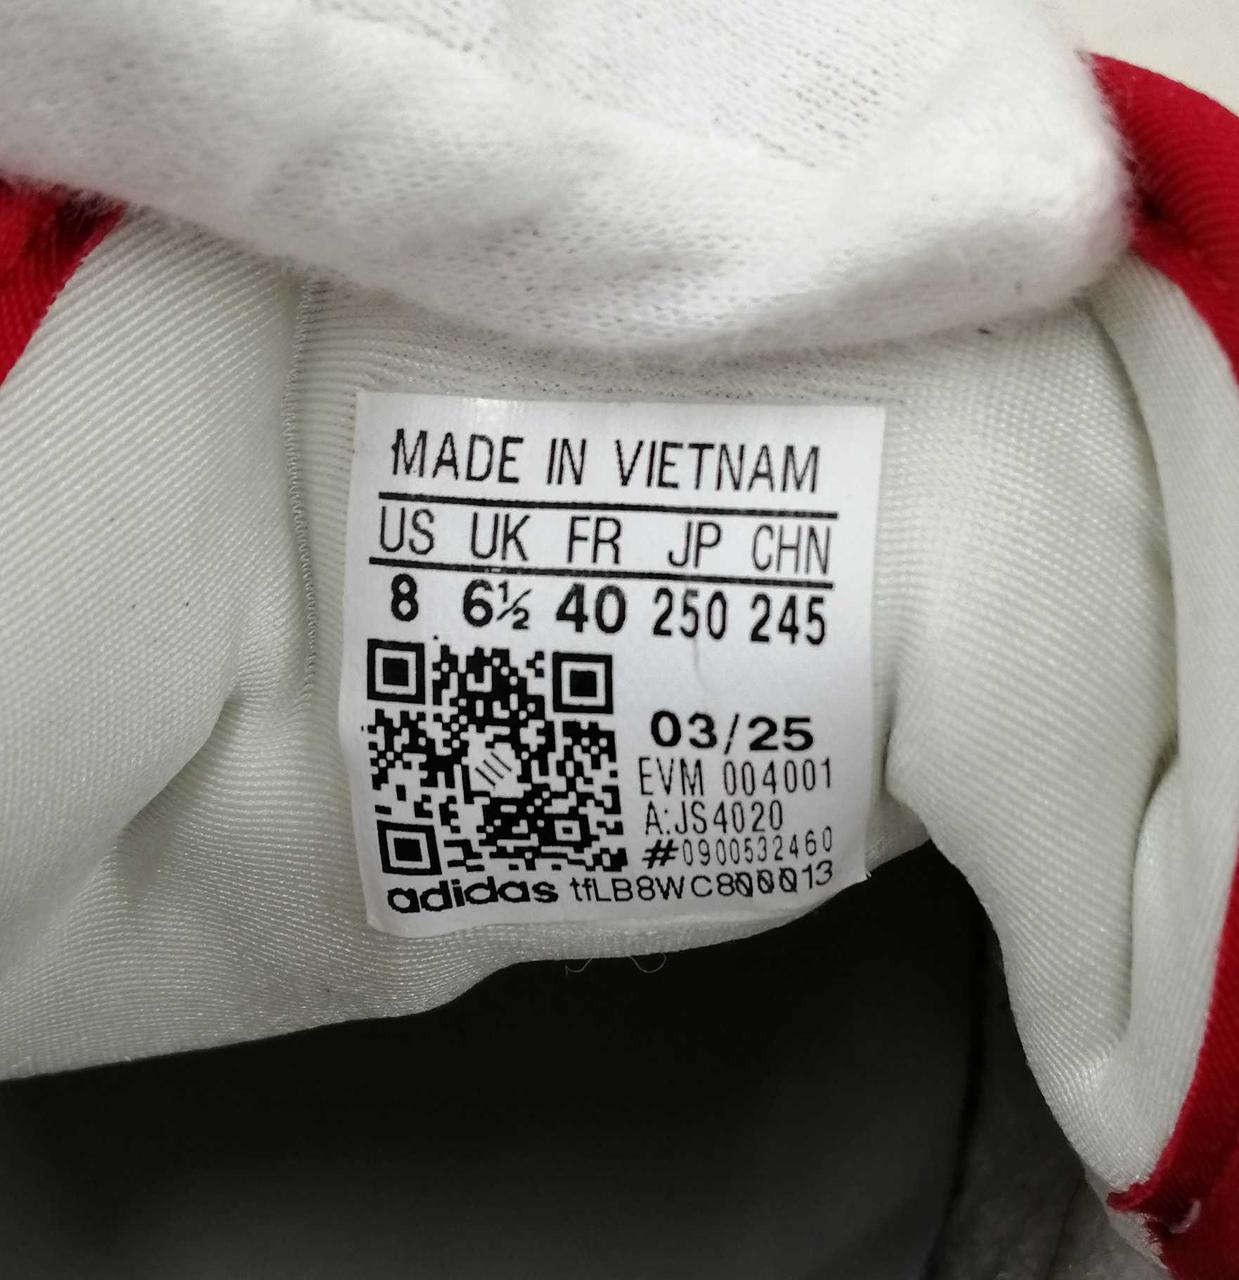 MADE IN VIETNAM
US UK FR JP CHN
8 6½ 40 250 245
03/25
EVM 004001
A:JS4020
#0900532460
adidas tfLB8WC800013